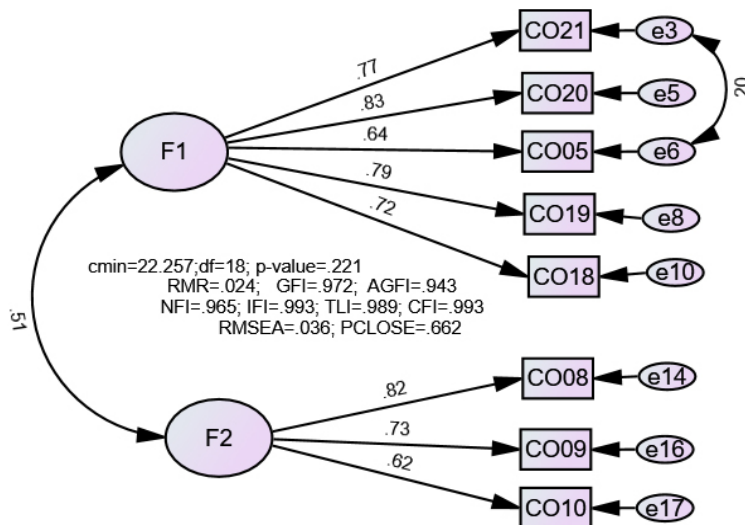 CO21
e3
.77
CO20
e5
.83
20
CO05
e6
.64
F1
.79
CO19
e8
.72
CO18
e10
cmin=22.257;df=18; p-value=.221
RMR=.024; GFI=.972; AGFI=.943
NFI=.965; IFI=.993; TLI=.989; CFI=.993
RMSEA=.036; PCLOSE=.662
.51
CO08
e14
.82
F2
.73
CO09
e16
.62
CO10
e17